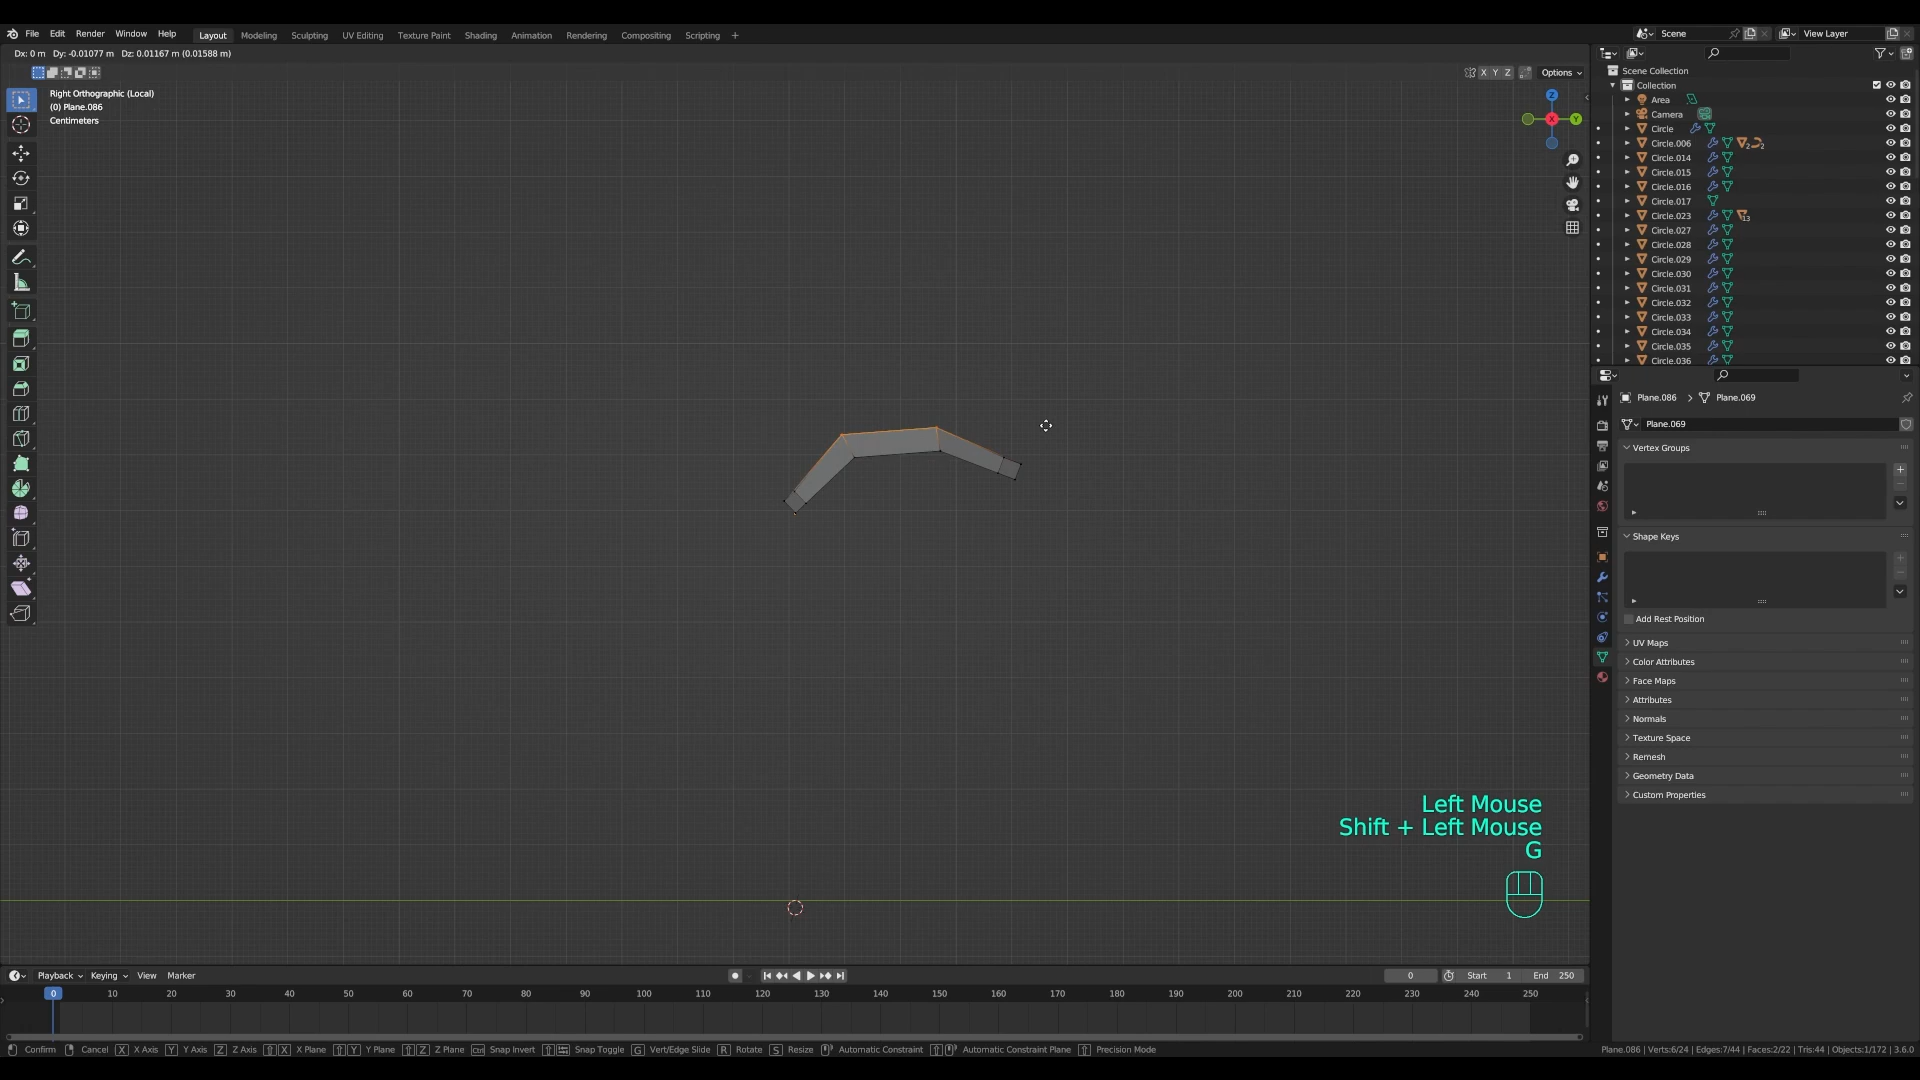 File Edit Render Window Help Layout Modeling Sculpting UV Editing Texture Paint Shading Animation Rendering Compositing Scripting + Scene View Layer
Dx: 0 m Dy: -0.01077 m Dz: 0.01167 m (0.01588 m)
X Y Z Options
Right Orthographic (Local)
(0) Plane.086
Centimeters
Z
X
Y
Scene Collection
Collection
Area
Camera
Circle
Circle.006 2 2
Circle.014
Circle.015
Circle.016
Circle.017
Circle.023 13
Circle.027
Circle.028
Circle.029
Circle.030
Circle.031
Circle.032
Circle.033
Circle.034
Circle.035
Circle.036
Plane.086 > Plane.069
Plane.069
Vertex Groups
Shape Keys
Add Rest Position
UV Maps
Color Attributes
Face Maps
Attributes
Normals
Texture Space
Remesh
Geometry Data
Custom Properties
Left Mouse
Shift + Left Mouse
G
Playback Keying View Marker 0 Start 1 End 250
0 10 20 30 40 50 60 70 80 90 100 110 120 130 140 150 160 170 180 190 200 210 220 230 240 250
Confirm Cancel X X Axis Y Y Axis Z Z Axis X X Plane Y Y Plane Z Z Plane Ctrl Snap Invert Snap Toggle G Vert/Edge Slide R Rotate S Resize Automatic Constraint Automatic Constraint Plane Precision Mode Plane.086 | Verts:6/24 | Edges:7/44 | Faces:2/22 | Tris:44 | Objects:1/172 | 3.6.0